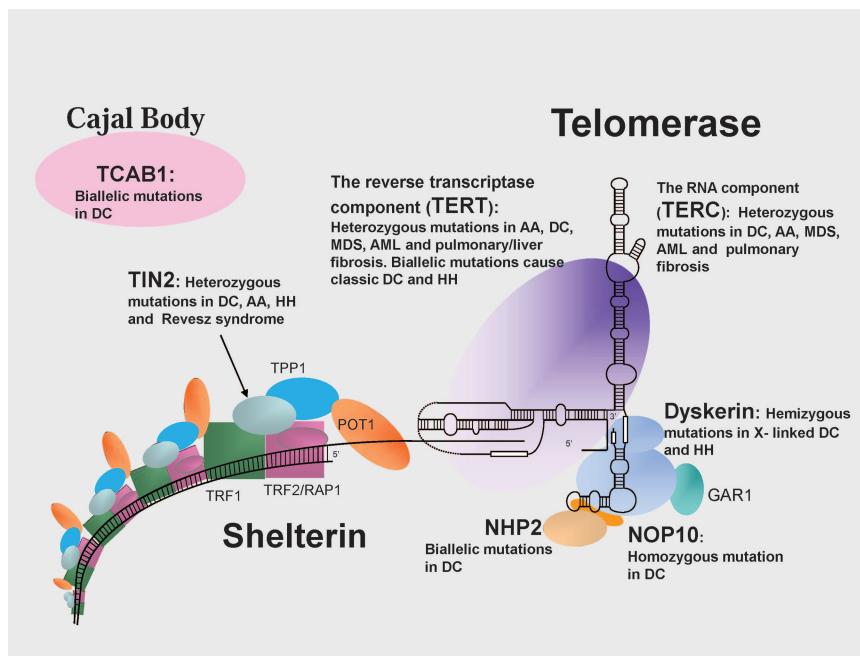 Cajal Body
TCAB1:
Biallelic mutations
in DC
Telomerase
The reverse transcriptase
component (TERT):
Heterozygous mutations in AA, DC,
MDS, AML and pulmonary/liver
fibrosis. Biallelic mutations cause
classic DC and HH
The RNA component
(TERC): Heterozygous
mutations in DC, AA, MDS,
AML and pulmonary
fibrosis
TIN2: Heterozygous
mutations in DC, AA, HH
and Revesz syndrome
TPP1
POT1
5'
TRF1
TRF2/RAP1
Shelterin
3'
5'
Dyskerin: Hemizygous
mutations in X- linked DC
and HH
GAR1
NHP2
Biallelic mutations
in DC
NOP10:
Homozygous mutation
in DC